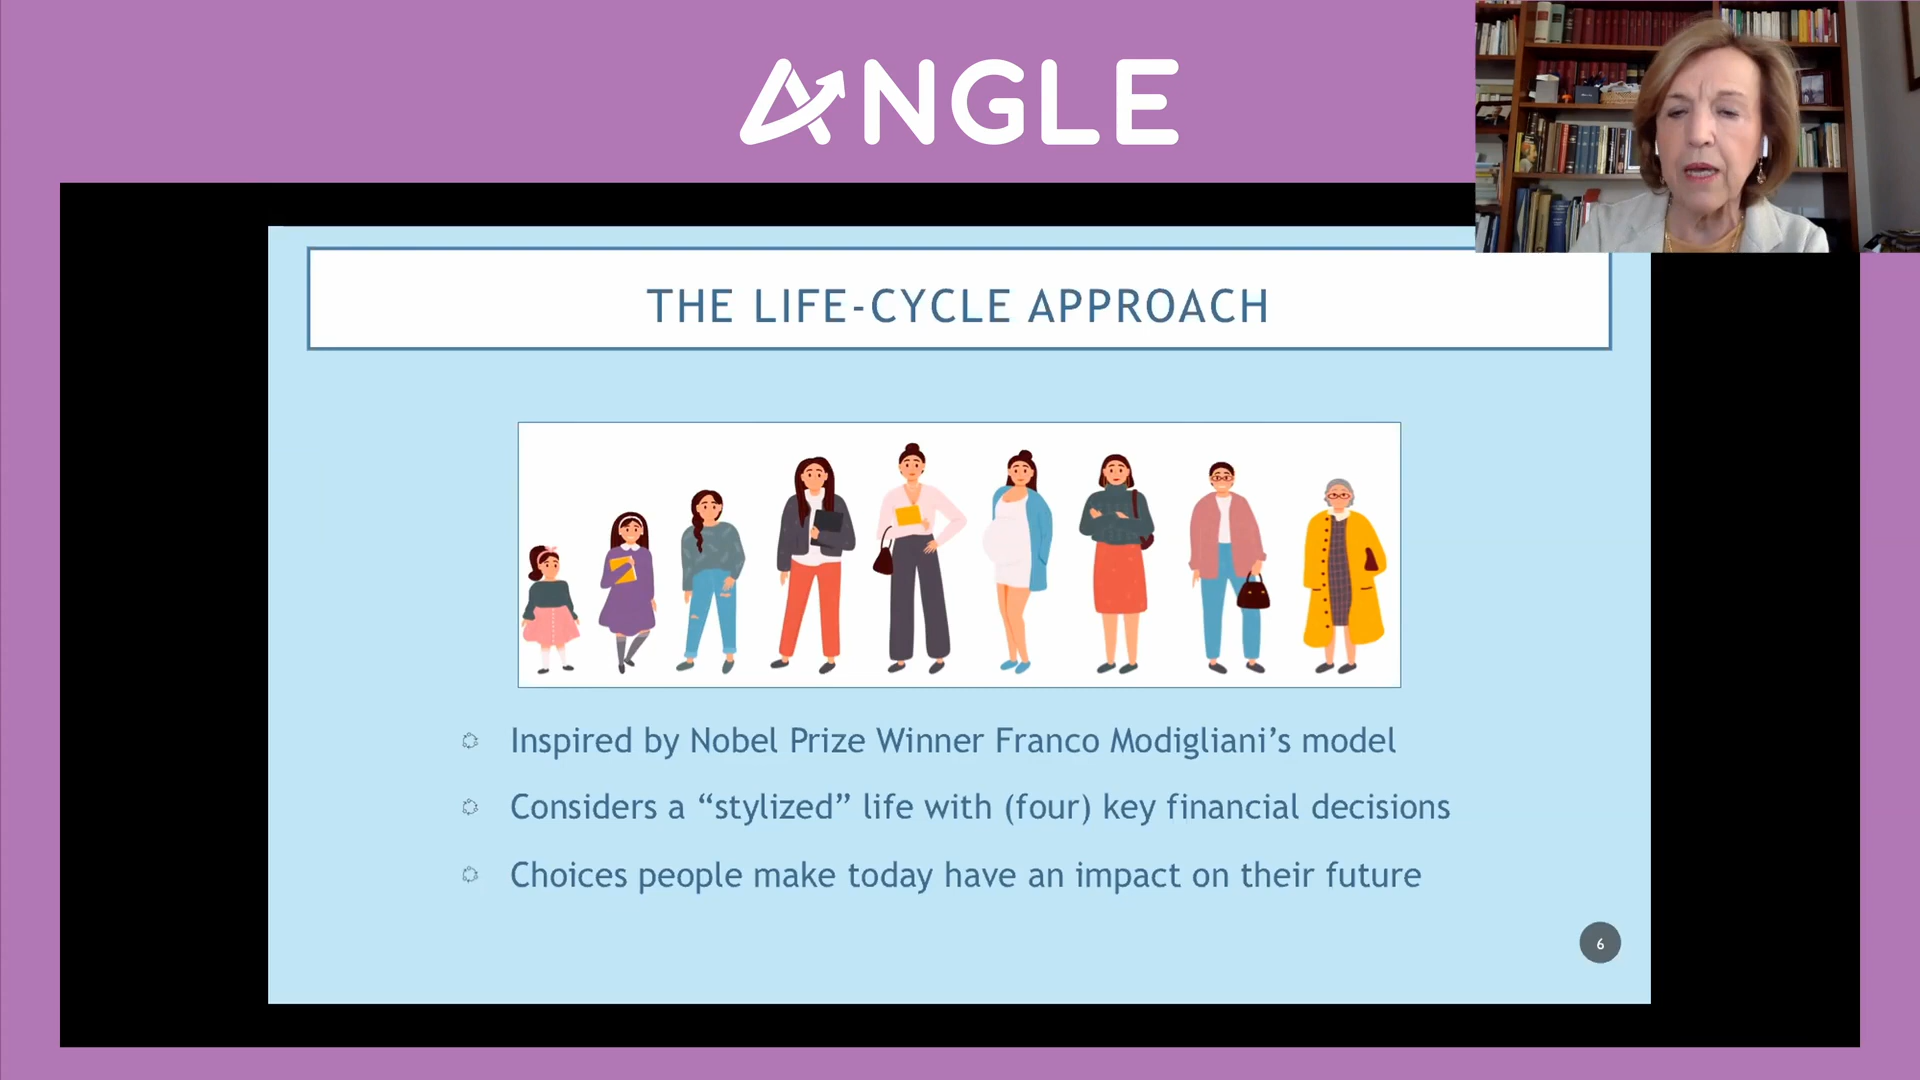 ANGLE
THE LIFE-CYCLE APPROACH
Inspired by Nobel Prize Winner Franco Modigliani’s model
Considers a “stylized” life with (four) key financial decisions
Choices people make today have an impact on their future
6